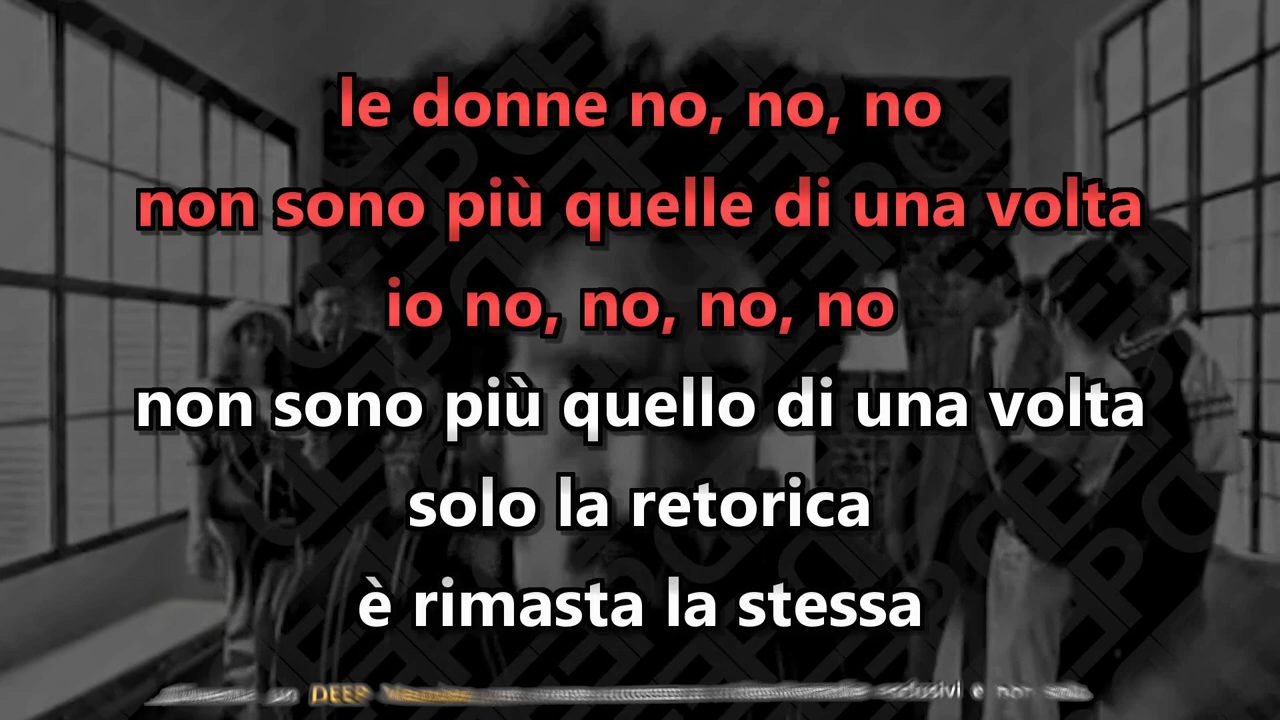 le donne no, no, no
non sono più quelle di una volta
io no, no, no, no
non sono più quello di una volta
solo la retorica
è rimasta la stessa
DEEP